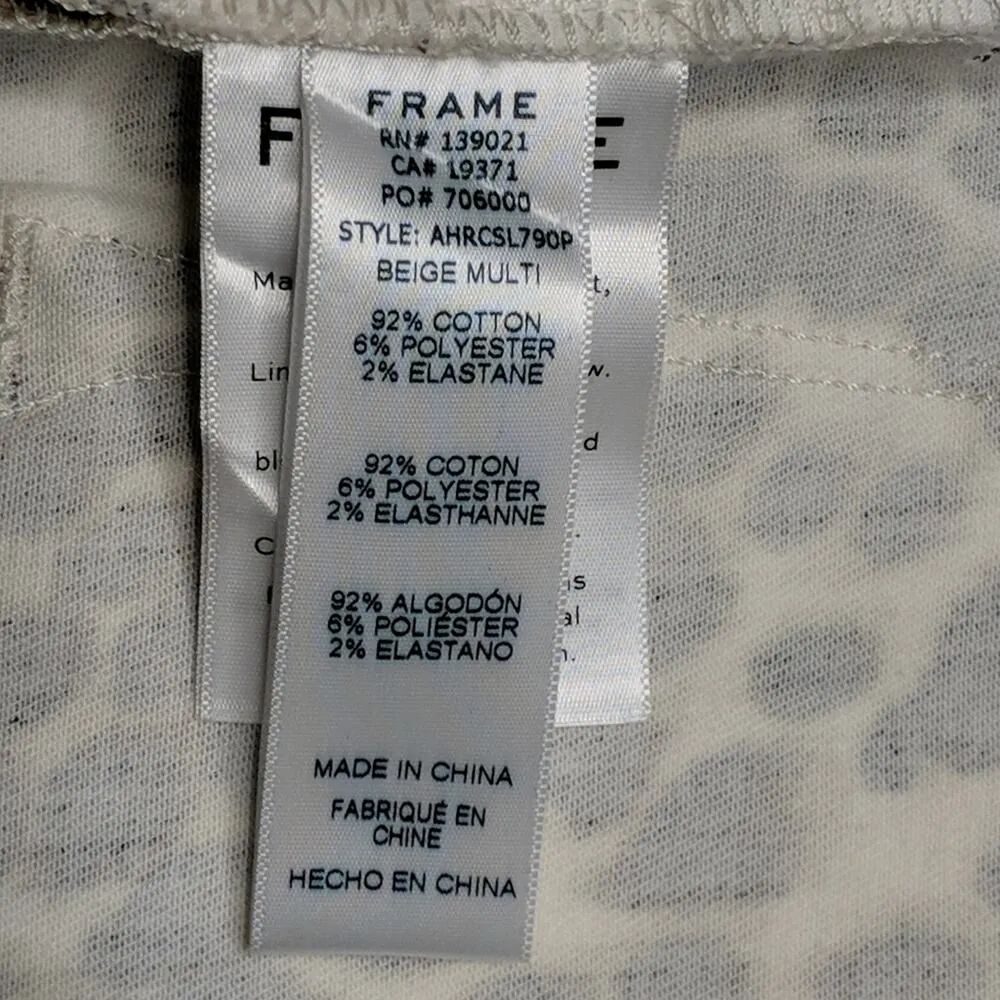 FRAME
RN# 139021
CA# 19371
PO# 706000
STYLE: AHRCSL790P
BEIGE MULTI
92% COTTON
6% POLYESTER
2% ELASTANE
92% COTON
6% POLYESTER
2% ELASTHANNE
92% ALGODÓN
6% POLIÉSTER
2% ELASTANO
MADE IN CHINA
FABRIQUÉ EN
CHINE
HECHO EN CHINA